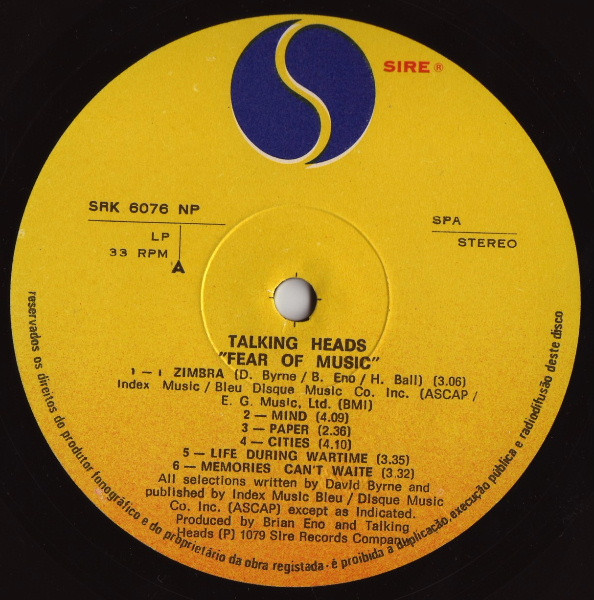 SIRE ®
SRK 6076 NP
LP
33 RPM
A
SPA
STEREO
TALKING HEADS
"FEAR OF MUSIC"
1 — I ZIMBRA (D. Byrne / B. Eno / H. Ball) (3.06)
Index Music / Bleu Disque Music Co. Inc. (ASCAP /
E. G. Music, Ltd. (BMI)
2 — MIND (4.09)
3 — PAPER (2.36)
4 — CITIES (4.10)
5 — LIFE DURING WARTIME (3.35)
6 — MEMORIES CAN'T WAITE (3.32)
All selections written by David Byrne and
published by Index Music Bleu / Disque Music
Co. Inc. (ASCAP) except as Indicated.
Produced by Brian Eno and Talking
Heads (P) 1079 SIre Records Company.
reservados os direitos do produtor fonográfico e do proprietário da obra registada - é proibida a duplicação, execução pública e radiodifusão deste disco